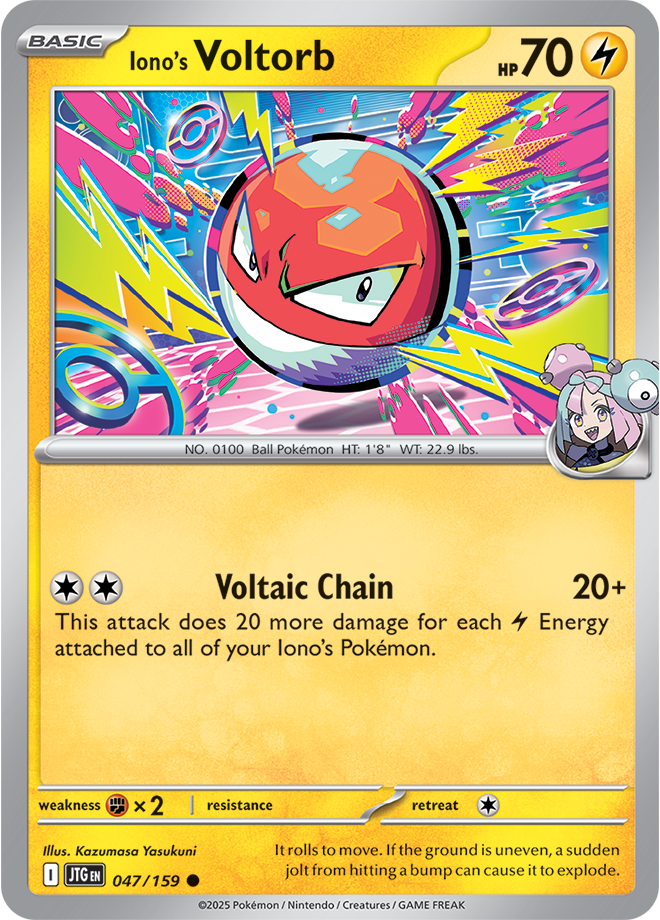 BASIC
Iono's Voltorb HP 70
NO. 0100 Ball Pokémon HT: 1'8" WT: 22.9 lbs.
Voltaic Chain 20+
This attack does 20 more damage for each Energy
attached to all of your Iono's Pokémon.
weakness ×2 resistance retreat
Illus. Kazumasa Yasukuni
It rolls to move. If the ground is uneven, a sudden
jolt from hitting a bump can cause it to explode.
I JTG EN 047/159
©2025 Pokémon / Nintendo / Creatures / GAME FREAK